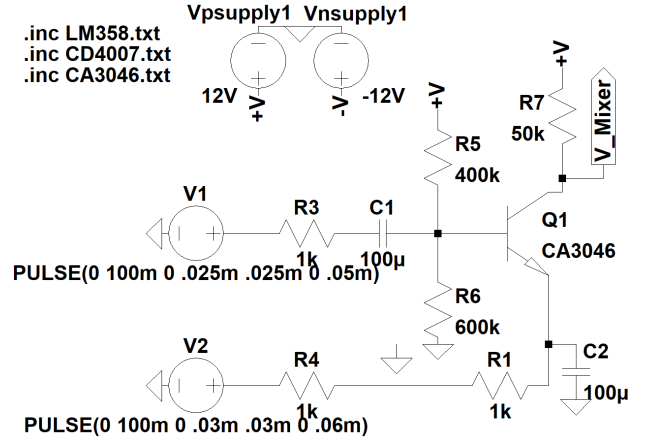 Vpsupply1 Vnsupply1
.inc LM358.txt
.inc CD4007.txt
.inc CA3046.txt
12V
+V
-V
-12V
+V
+V
R7
50k
V_Mixer
R5
400k
V1
R3
C1
Q1
CA3046
1k
100µ
PULSE(0 100m 0 .025m .025m 0 .05m)
R6
600k
V2
R4
R1
C2
1k
1k
100µ
PULSE(0 100m 0 .03m .03m 0 .06m)